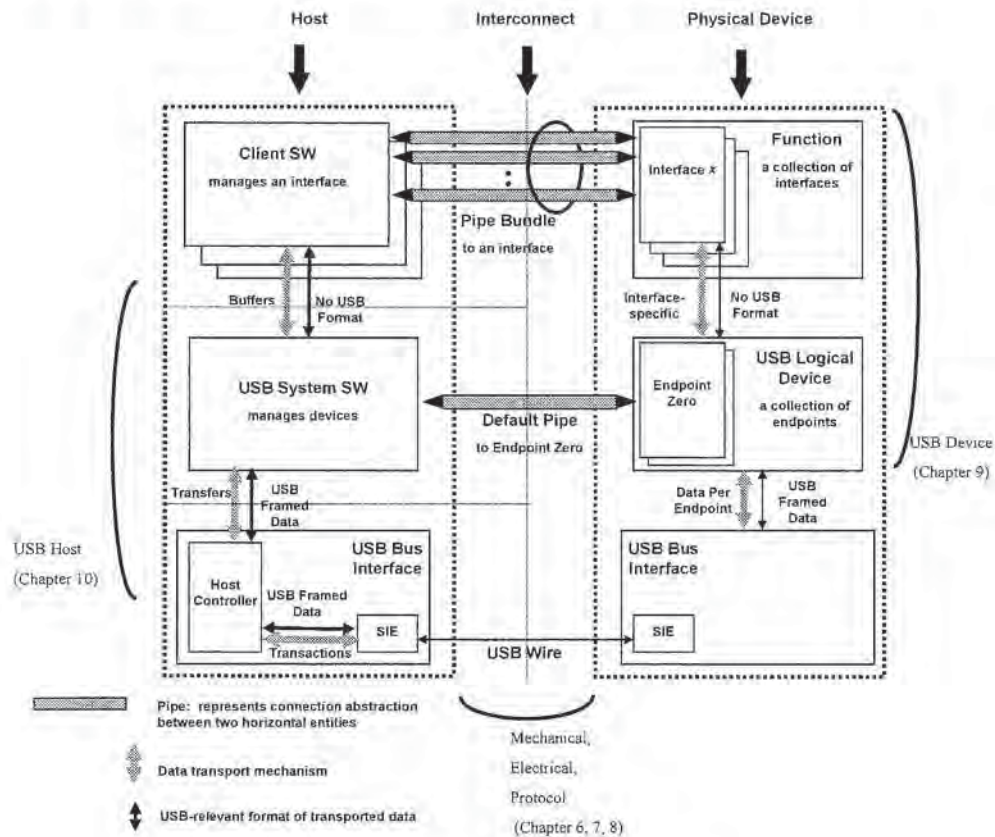 Host
Interconnect
Physical Device
Client SW
manages an interface
Pipe Bundle
to an interface
Interface x
Function
a collection of
interfaces
Buffers
No USB
Format
Interface-
specific
No USB
Format
USB System SW
manages devices
Default Pipe
to Endpoint Zero
Endpoint
Zero
USB Logical
Device
a collection of
endpoints
USB Device
(Chapter 9)
Transfers
USB
Framed
Data
Data Per
Endpoint
USB
Framed
Data
USB Host
(Chapter 10)
USB Bus
Interface
Host
Controller
USB Framed
Data
SIE
Transactions
USB Wire
USB Bus
Interface
SIE
Pipe: represents connection abstraction
between two horizontal entities
Data transport mechanism
USB-relevant format of transported data
Mechanical,
Electrical,
Protocol
(Chapter 6, 7, 8)